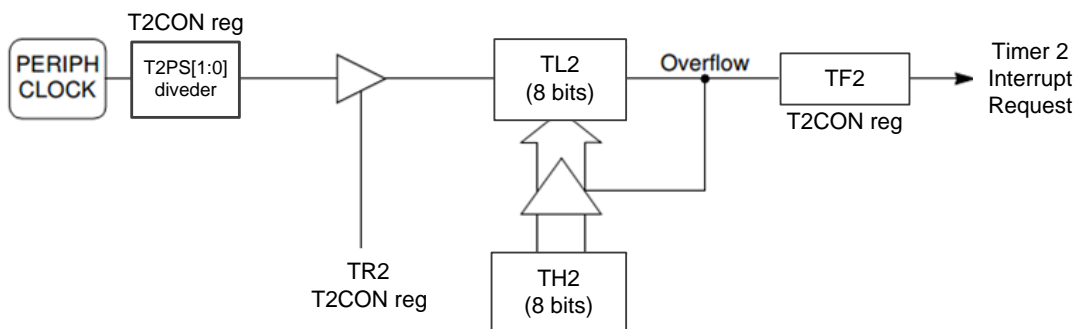 T2CON reg
PERIPH
CLOCK
T2PS[1:0]
diveder
TR2
T2CON reg
TL2
(8 bits)
TH2
(8 bits)
Overflow
TF2
T2CON reg
Timer 2
Interrupt
Request